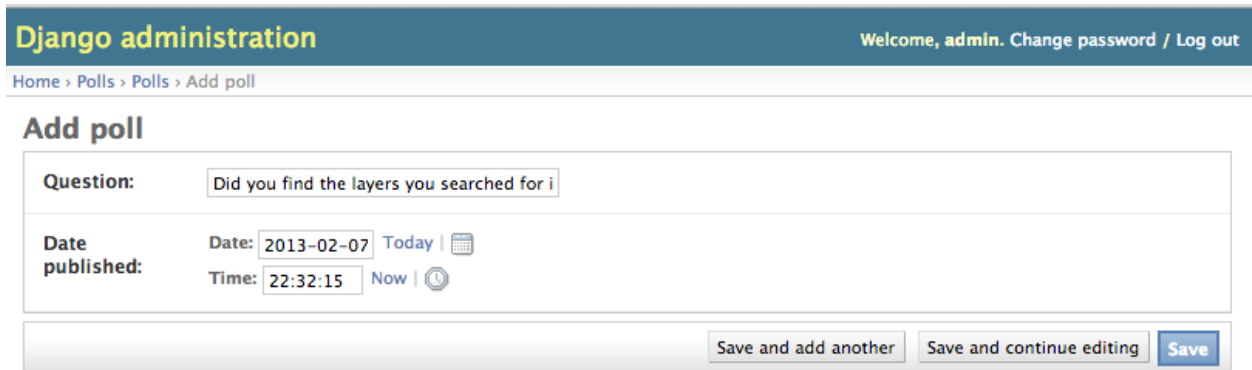 Django administration
Welcome, admin. Change password / Log out
Home › Polls › Polls › Add poll
Add poll
Question:
Did you find the layers you searched for i
Date published:
Date: 2013-02-07 Today |
Time: 22:32:15 Now |
Save and add another
Save and continue editing
Save